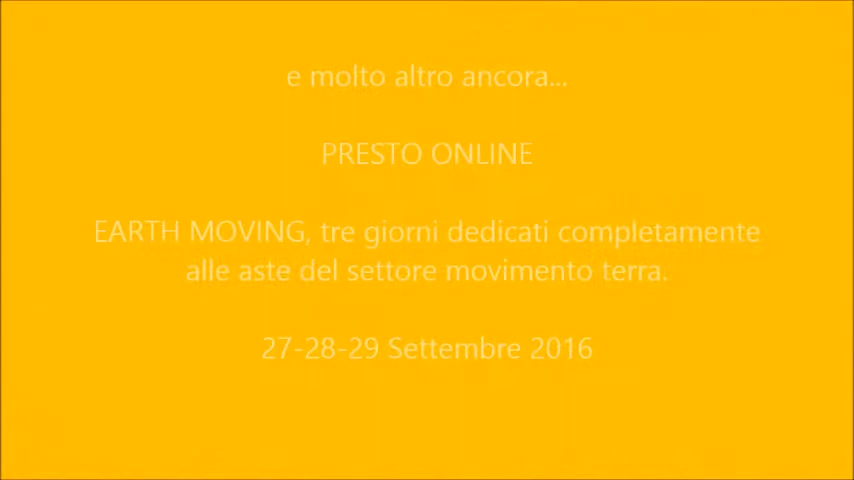 e molto altro ancora...
PRESTO ONLINE
EARTH MOVING, tre giorni dedicati completamente
alle aste del settore movimento terra.
27-28-29 Settembre 2016